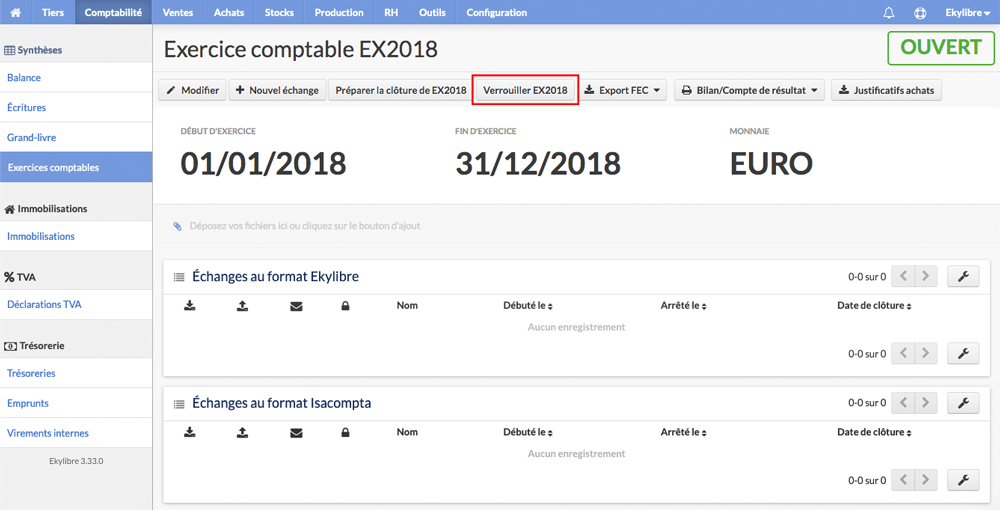 Tiers Comptabilité Ventes Achats Stocks Production RH Outils Configuration Ekylibre
Synthèses
Balance
Écritures
Grand-livre
Exercices comptables
Immobilisations
Immobilisations
TVA
Déclarations TVA
Trésorerie
Trésoreries
Emprunts
Virements internes
Ekylibre 3.33.0
Exercice comptable EX2018
OUVERT
Modifier Nouvel échange Préparer la clôture de EX2018 Verrouiller EX2018 Export FEC Bilan/Compte de résultat Justificatifs achats
DÉBUT D'EXERCICE FIN D'EXERCICE MONNAIE
01/01/2018 31/12/2018 EURO
Déposez vos fichiers ici ou cliquez sur le bouton d'ajout
Échanges au format Ekylibre 0-0 sur 0
Nom Débuté le Arrêté le Date de clôture
Aucun enregistrement
0-0 sur 0
Échanges au format Isacompta 0-0 sur 0
Nom Débuté le Arrêté le Date de clôture
Aucun enregistrement
0-0 sur 0